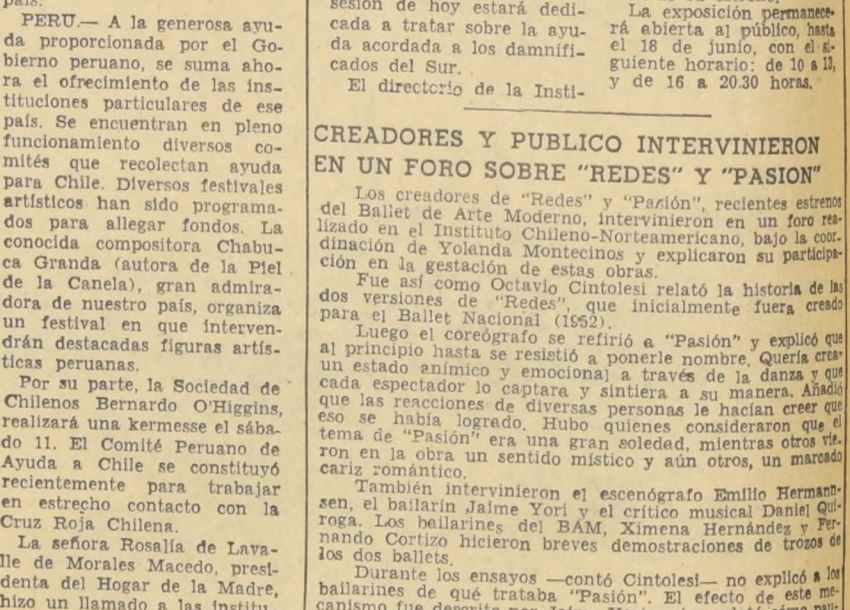 país.
PERU.— A la generosa ayu-
da proporcionada por el Go-
bierno peruano, se suma aho-
ra el ofrecimiento de las ins-
tituciones particulares de ese
país. Se encuentran en pleno
funcionamiento diversos co-
mités que recolectan ayuda
para Chile. Diversos festivales
artísticos han sido programa-
dos para allegar fondos. La
conocida compositora Chabu-
ca Granda (autora de la Piel
de la Canela), gran admira-
dora de nuestro país, organiza
un festival en que interven-
drán destacadas figuras artís-
ticas peruanas.
Por su parte, la Sociedad de
Chilenos Bernardo O'Higgins,
realizará una kermesse el sába-
do 11. El Comité Peruano de
Ayuda a Chile se constituyó
recientemente para trabajar
en estrecho contacto con la
Cruz Roja Chilena.
La señora Rosalía de Lava-
lle de Morales Macedo, presi-
denta del Hogar de la Madre,
hizo un llamado a las institu-
sesión de hoy estará dedi-
cada a tratar sobre la ayu-
da acordada a los damnifi-
cados del Sur.
El directorio de la Insti-
La exposición permanece-
rá abierta al público, hasta
el 18 de junio, con el si-
guiente horario: de 10 a 13,
y de 16 a 20.30 horas.
CREADORES Y PUBLICO INTERVINIERON
EN UN FORO SOBRE "REDES" Y "PASION"
Los creadores de "Redes" y "Pasión", recientes estrenos
del Ballet de Arte Moderno, intervinieron en un foro rea-
lizado en el Instituto Chileno-Norteamericano, bajo la coor-
dinación de Yolanda Montecinos y explicaron su participa-
ción en la gestación de estas obras.
Fue así como Octavio Cintolesi relató la historia de las
dos versiones de "Redes", que inicialmente fuera creado
para el Ballet Nacional (1952).
Luego el coreógrafo se refirió a "Pasión" y explicó que
al principio hasta se resistió a ponerle nombre. Quería crear
un estado anímico y emocional a través de la danza y que
cada espectador lo captara y sintiera a su manera. Añadió
que las reacciones de diversas personas le hacían creer que
eso se había logrado. Hubo quienes consideraron que el
tema de "Pasión" era una gran soledad, mientras otros vie-
ron en la obra un sentido místico y aún otros, un marcado
cariz romántico.
También intervinieron el escenógrafo Emilio Hermann-
sen, el bailarín Jaime Yori y el crítico musical Daniel Qui-
roga. Los bailarines del BAM, Ximena Hernández y Fer-
nando Cortizo hicieron breves demostraciones de trozos de
los dos ballets.
Durante los ensayos —contó Cintolesi— no explicó a los
bailarines de qué trataba "Pasión". El efecto de este me-
canismo fue descrito por Jaime